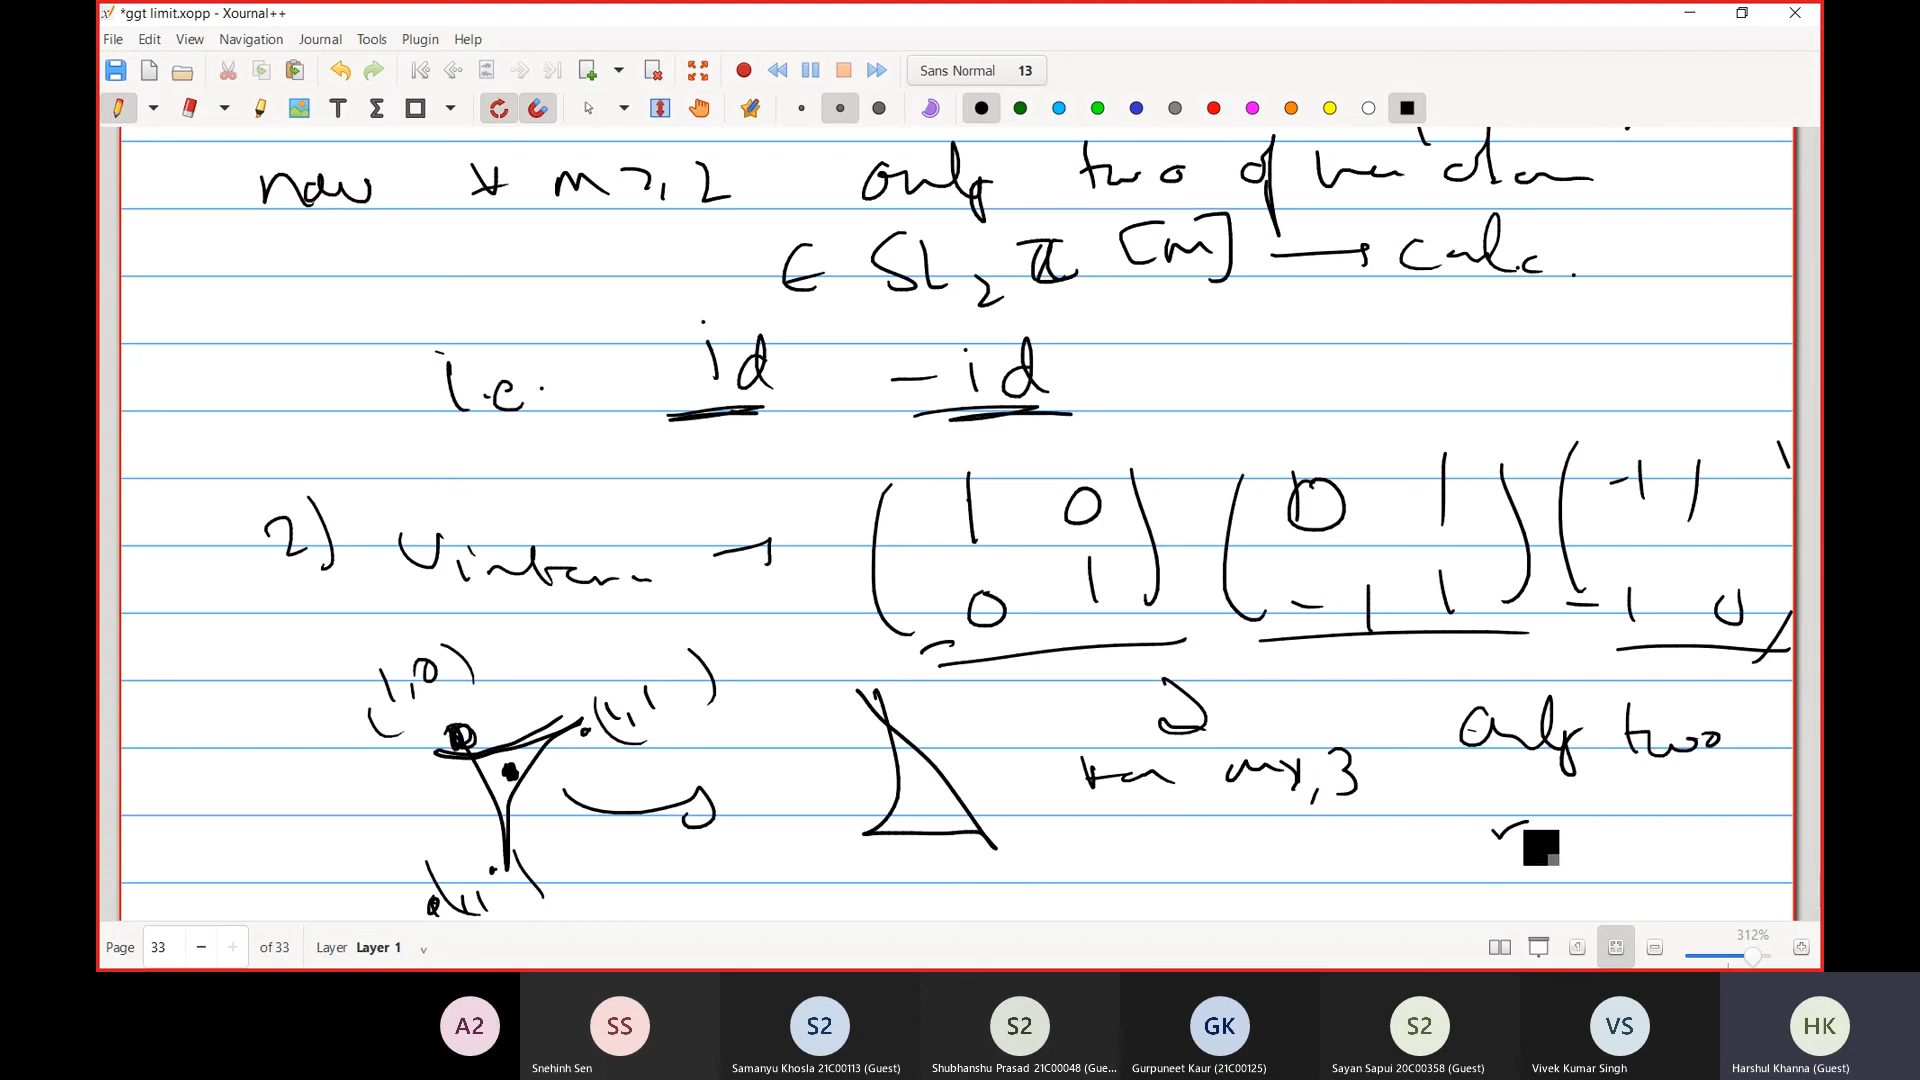 *ggt limit.xopp - Xournal++
File Edit View Navigation Journal Tools Plugin Help
Sans Normal 13
now ∀ m ≥ 2 only two of
∈ SL₂ ℤ [m] → calc.
i.e. id -id
2) → ( 1 0 ) ( 0 1 ) ( -1 1
( 0 1 ) ( -1 1 ) ( -1 0 )
(1,0) (1,1) only two
3
Page 33 of 33 Layer Layer 1 312%
A2 SS S2 S2 GK S2 VS HK
Snehinh Sen Samanyu Khosla 21C00113 (Guest) Shubhanshu Prasad 21C00048 (Gue... Gurpuneet Kaur (21C00125) Sayan Sapui 20C00358 (Guest) Vivek Kumar Singh Harshul Khanna (Guest)